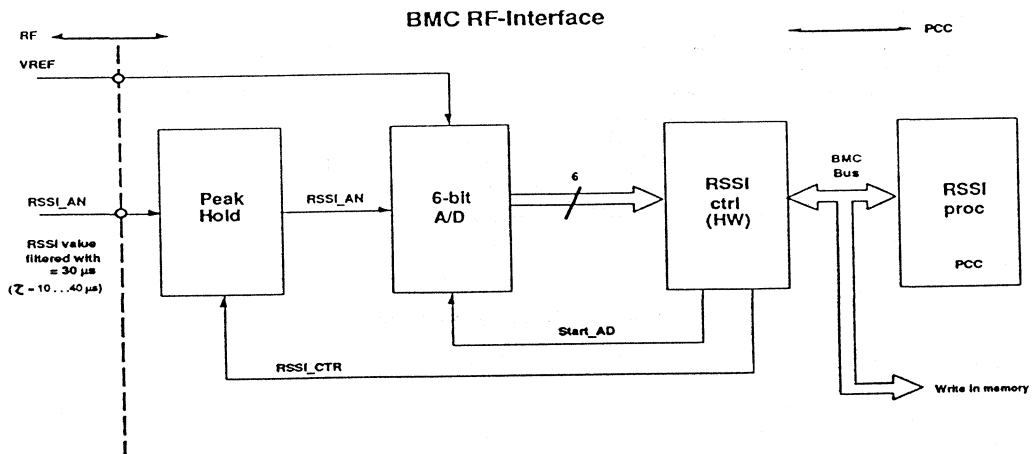 BMC RF-Interface
RF
PCC
VREF
Peak
Hold
6-bit
A/D
6
RSSI
ctrl
(HW)
BMC
Bus
RSSI
proc
PCC
RSSI_AN
RSSI_AN
RSSI value
filtered with
= 30 µs
(τ = 10 . . . 40 µs)
Start_AD
RSSI_CTR
Write in memory